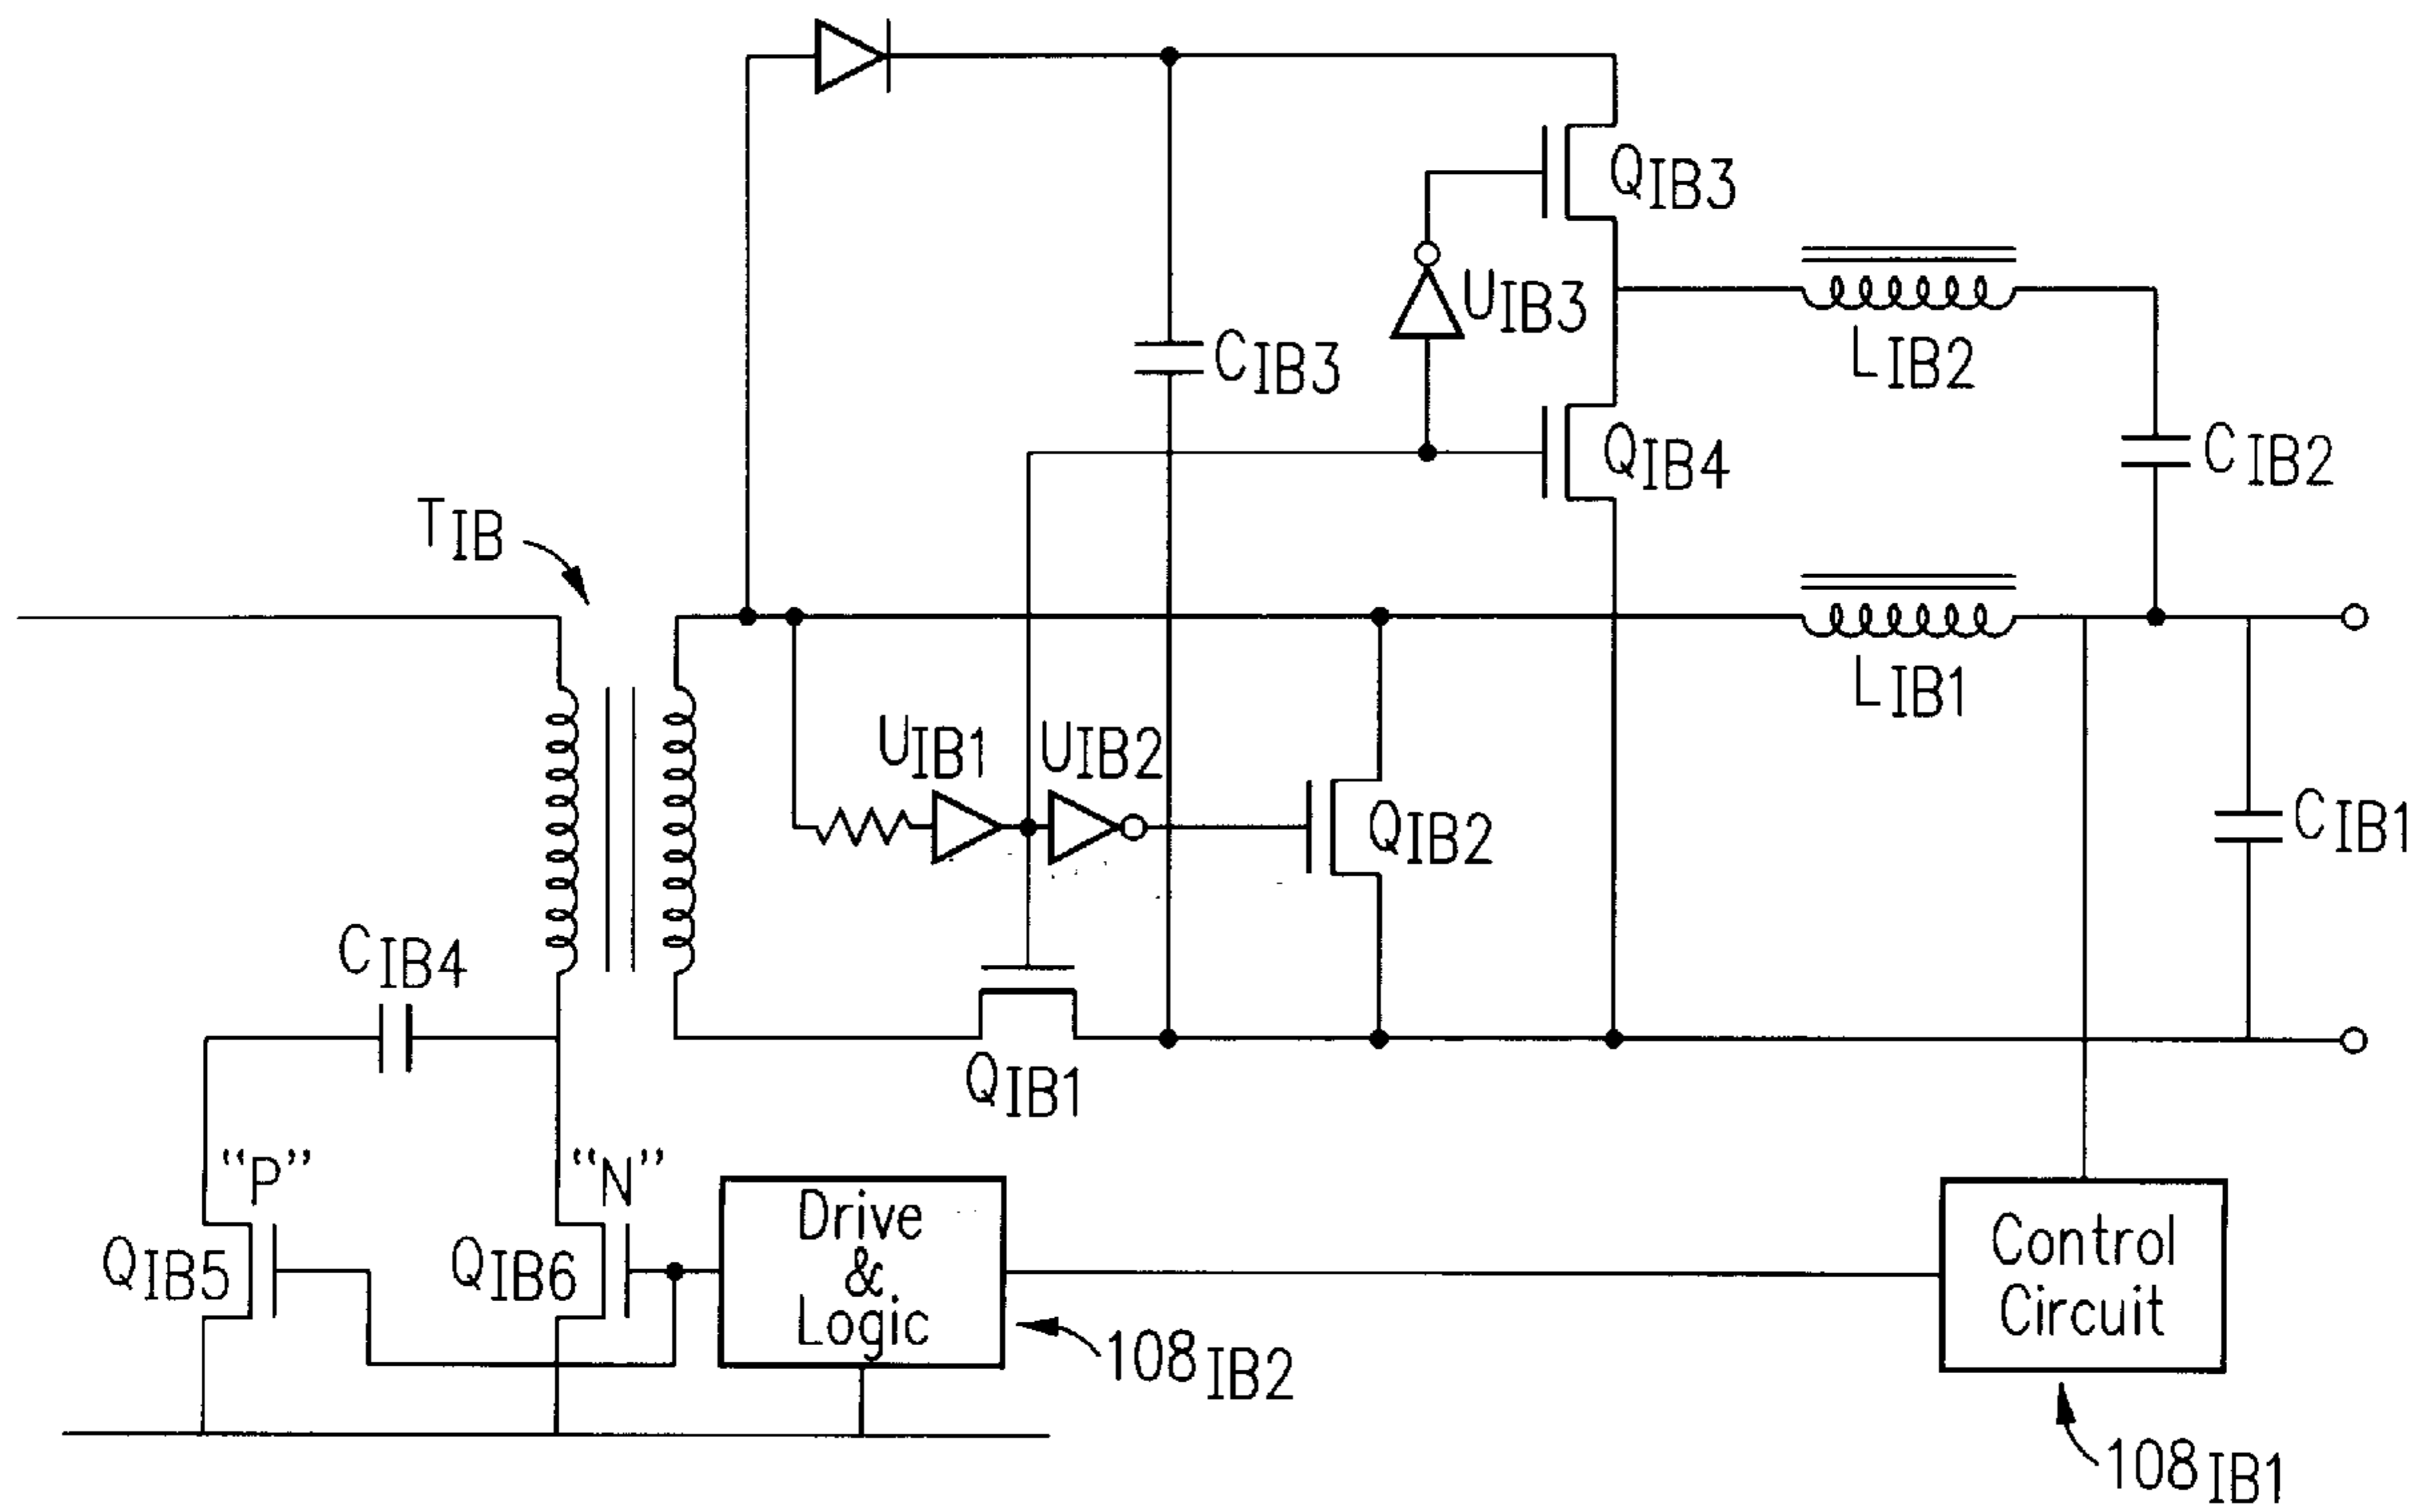 QIB3
UIB3
CIB3
LIB2
QIB4
CIB2
TIB
LIB1
UIB1
UIB2
QIB2
CIB1
CIB4
QIB1
"P"
"N"
Drive
&
Logic
QIB5
QIB6
Control
Circuit
108IB2
108IB1